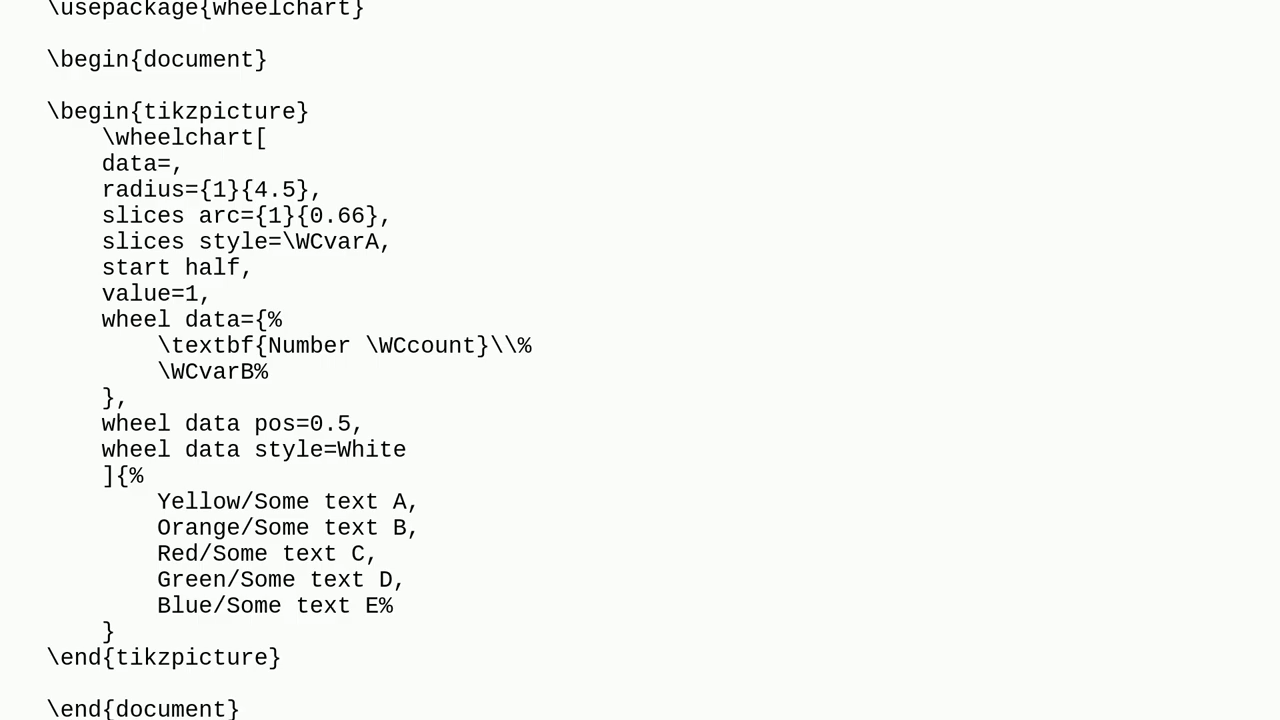 \usepackage{wheelchart}
\begin{document}
\begin{tikzpicture}
\wheelchart[
data=,
radius={1}{4.5},
slices arc={1}{0.66},
slices style=\WCvarA,
start half,
value=1,
wheel data={%
\textbf{Number \WCcount}\\%
\WCvarB%
},
wheel data pos=0.5,
wheel data style=White
]{%
Yellow/Some text A,
Orange/Some text B,
Red/Some text C,
Green/Some text D,
Blue/Some text E%
}
\end{tikzpicture}
\end{document}